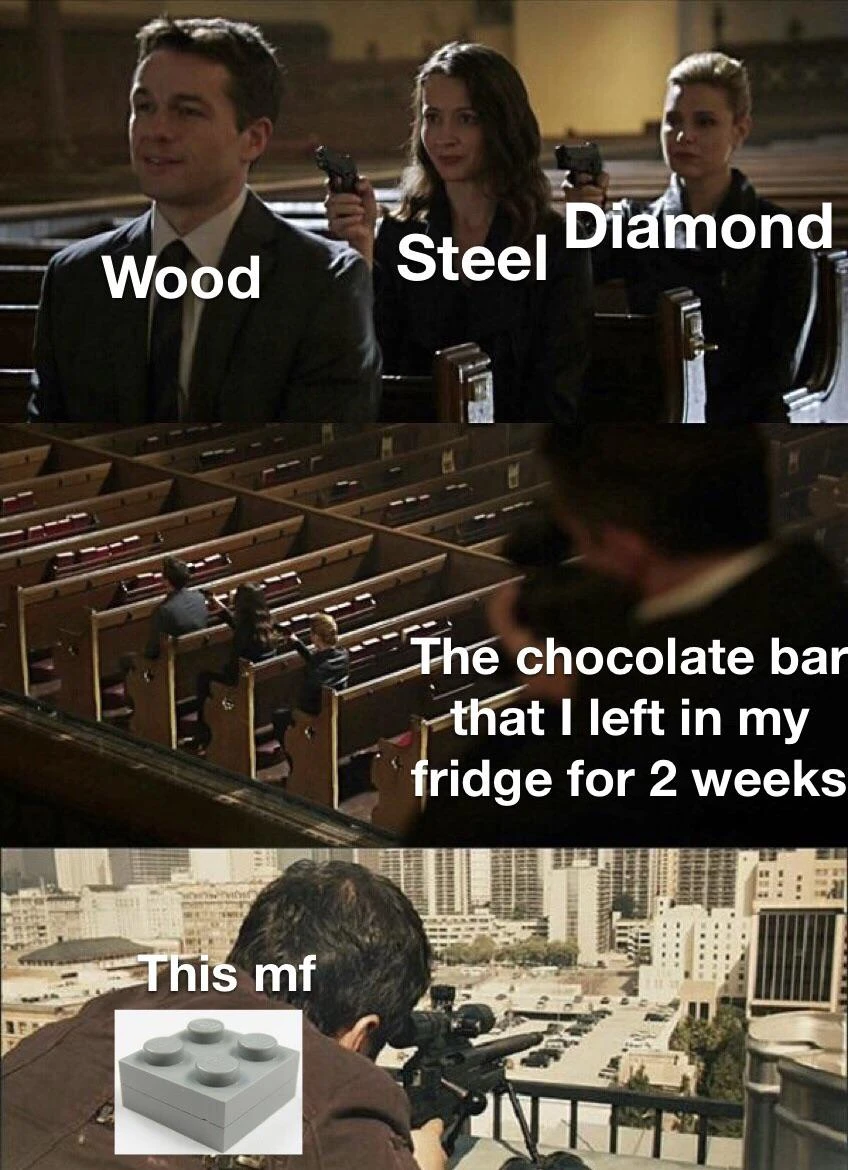 Wood
Steel
Diamond
The chocolate bar
that I left in my
fridge for 2 weeks
This mf